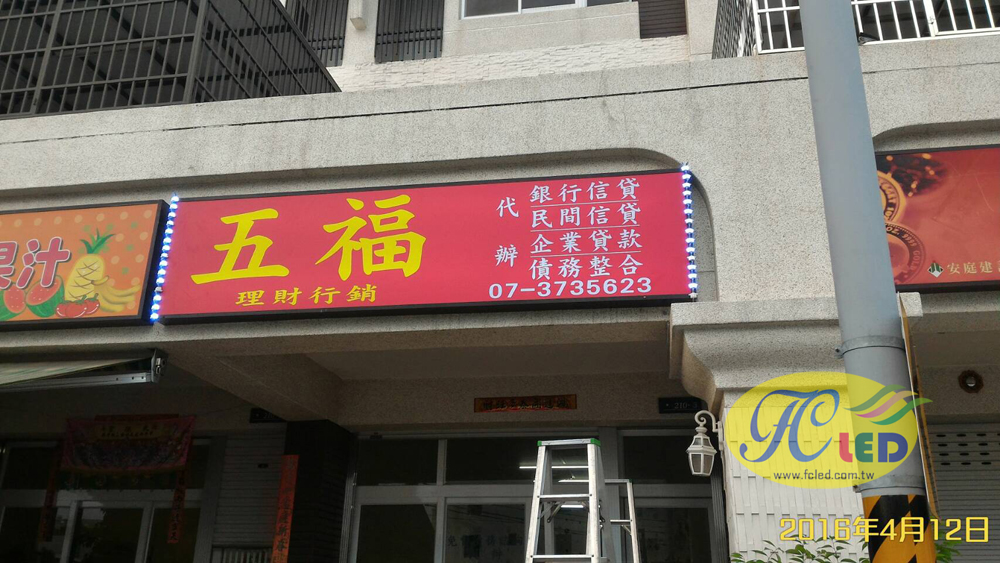 果汁
五福
理財行銷
代辦
銀行信貸
民間信貸
企業貸款
債務整合
07-3735623
安庭建
FC LED
www.fcled.com.tw
2016年4月12日